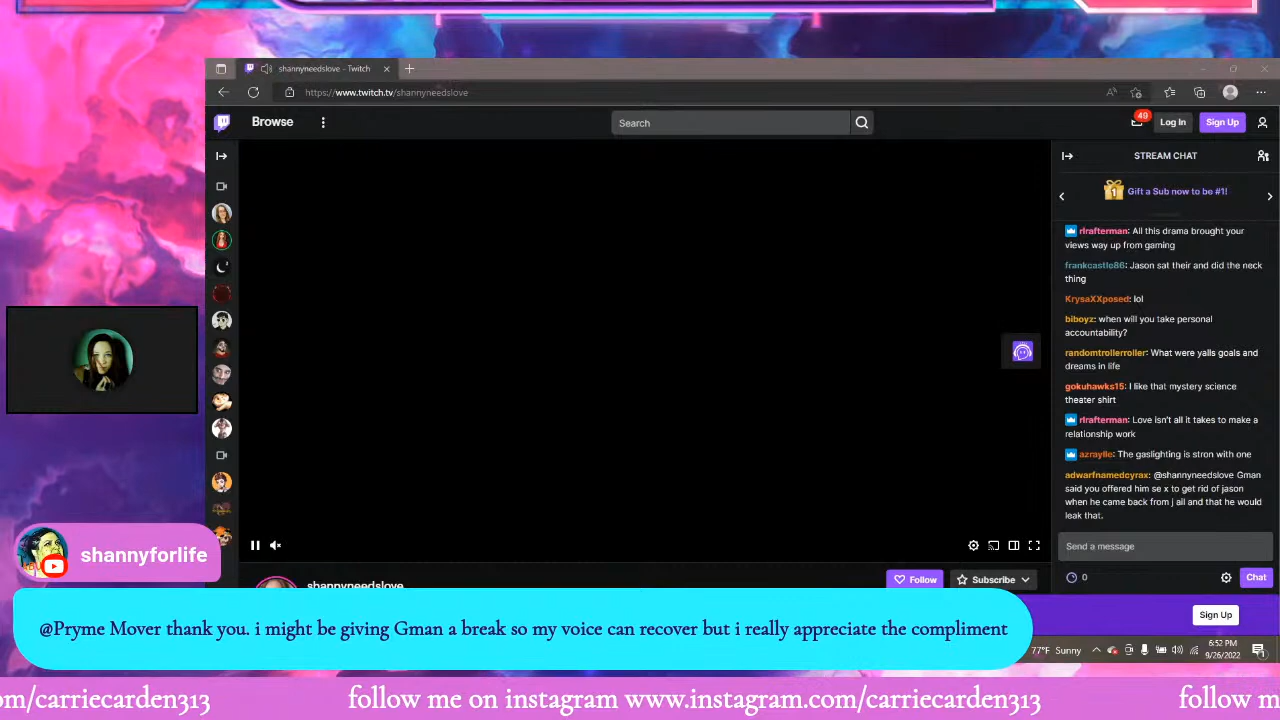 shannyneedslove - Twitch
https://www.twitch.tv/shannyneedslove
Browse
Search
49
Log In
Sign Up
STREAM CHAT
1
Gift a Sub now to be #1!
rlrafterman: All this drama brought your
views way up from gaming
frankcastle86: Jason sat their and did the neck
thing
KrysaXXposed: lol
biboyz: when will you take personal
accountability?
randomtrollerroller: What were yalls goals and
dreams in life
gokuhawks15: I like that mystery science
theater shirt
rlrafterman: Love isn't all it takes to make a
relationship work
azraylle: The gaslighting is stron with one
adwarfnamedcyrax: @shannyneedslove Gman
said you offered him se x to get rid of jason
when he came back from j ail and that he would
leak that.
Send a message
0
Chat
shannyneedslove
Follow
Subscribe
Sign Up
shannyforlife
@Pryme Mover thank you. i might be giving Gman a break so my voice can recover but i really appreciate the compliment
77°F Sunny
6:52 PM
9/26/2022
om/carriecarden313
follow me on instagram www.instagram.com/carriecarden313
follow m